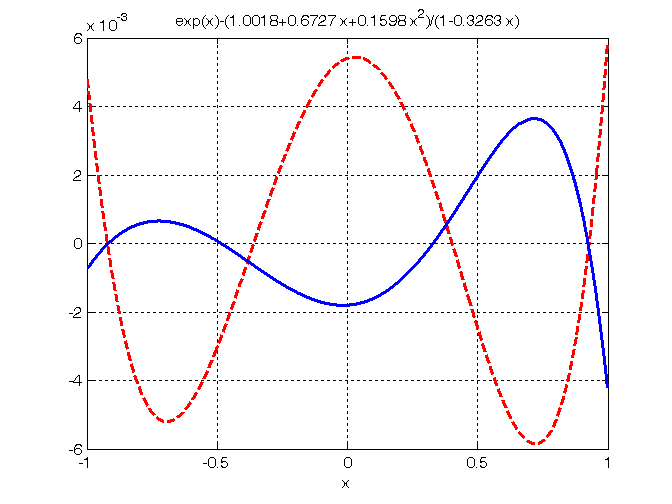 x 10^-3
exp(x)-(1.0018+0.6727 x+0.1598 x^2)/(1-0.3263 x)
6
4
2
0
-2
-4
-6
-1 -0.5 0 0.5 1
x